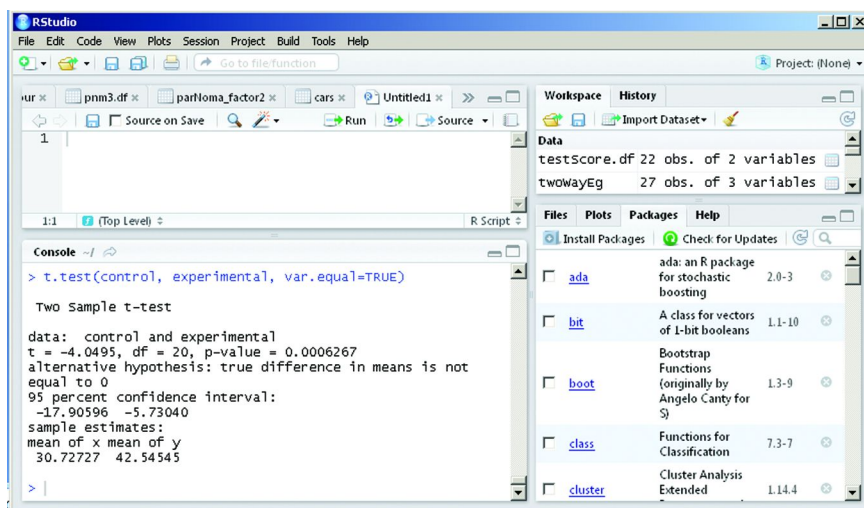 RStudio
File Edit Code View Plots Session Project Build Tools Help
Go to file/function
Project: (None)
ur
pnm3.df
parNoma_factor2
cars
Untitled1
Source on Save
Run
Source
1
1:1
(Top Level)
R Script
Console ~/
> t.test(control, experimental, var.equal=TRUE)
Two Sample t-test
data: control and experimental
t = -4.0495, df = 20, p-value = 0.0006267
alternative hypothesis: true difference in means is not
equal to 0
95 percent confidence interval:
-17.90596 -5.73040
sample estimates:
mean of x mean of y
30.72727 42.54545
>
Workspace History
Import Dataset
Data
testScore.df 22 obs. of 2 variables
twoWayEg 27 obs. of 3 variables
Files Plots Packages Help
Install Packages
Check for Updates
ada
ada: an R package
for stochastic
boosting
2.0-3
bit
A class for vectors
of 1-bit booleans
1.1-10
boot
Bootstrap
Functions
(originally by
Angelo Canty for
S)
1.3-9
class
Functions for
Classification
7.3-7
cluster
Cluster Analysis
Extended
1.14.4